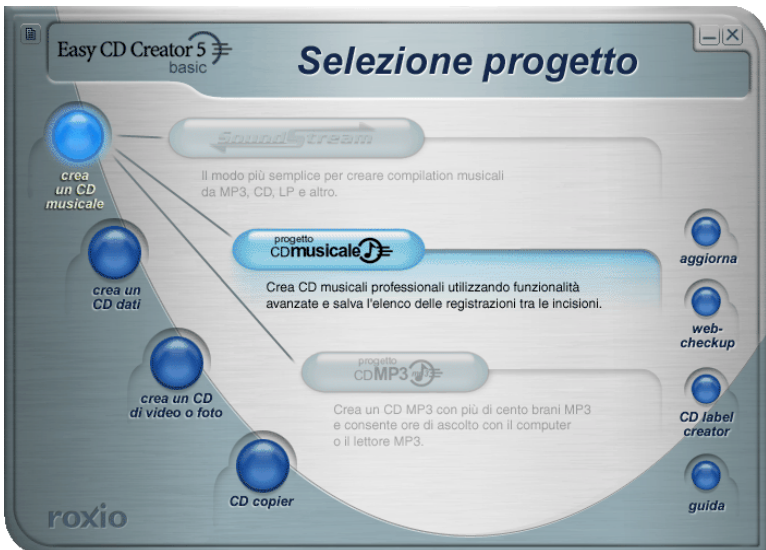 Easy CD Creator 5
basic
Selezione progetto
crea
un CD
musicale
SoundStream
Il modo più semplice per creare compilation musicali
da MP3, CD, LP e altro.
progetto
CDmusicale
Crea CD musicali professionali utilizzando funzionalità
avanzate e salva l'elenco delle registrazioni tra le incisioni.
crea un
CD dati
progetto
CDMP3
Crea un CD MP3 con più di cento brani MP3
e consente ore di ascolto con il computer
o il lettore MP3.
crea un CD
di video o foto
CD copier
aggiorna
web-
checkup
CD label
creator
guida
roxio